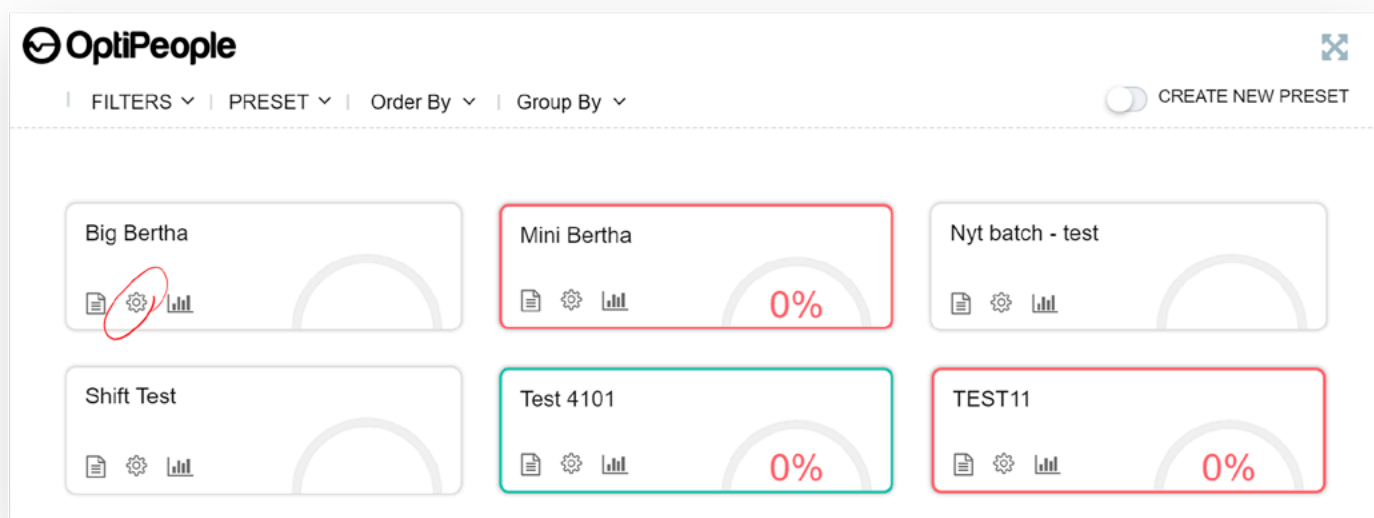 OptiPeople
FILTERS PRESET Order By Group By CREATE NEW PRESET
Big Bertha
Mini Bertha
0%
Nyt batch - test
Shift Test
Test 4101
0%
TEST11
0%